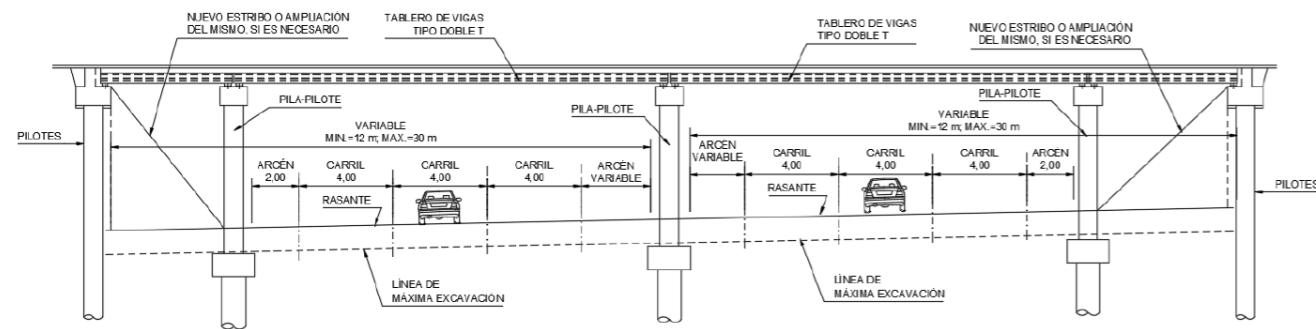 NUEVO ESTRIBO O AMPLIACIÓN
DEL MISMO, SI ES NECESARIO
TABLERO DE VIGAS
TIPO DOBLE T
TABLERO DE VIGAS
TIPO DOBLE T
NUEVO ESTRIBO O AMPLIACIÓN
DEL MISMO, SI ES NECESARIO
PILA-PILOTE
PILA-PILOTE
PILA-PILOTE
PILOTES
VARIABLE
MIN.=12 m; MAX.=30 m
VARIABLE
MIN.=12 m; MAX.=30 m
ARCÉN
2,00
CARRIL
4,00
CARRIL
4,00
CARRIL
4,00
ARCÉN
VARIABLE
ARCÉN
VARIABLE
CARRIL
4,00
CARRIL
4,00
CARRIL
4,00
ARCÉN
2,00
PILOTES
RASANTE
RASANTE
LÍNEA DE
MÁXIMA EXCAVACIÓN
LÍNEA DE
MÁXIMA EXCAVACIÓN